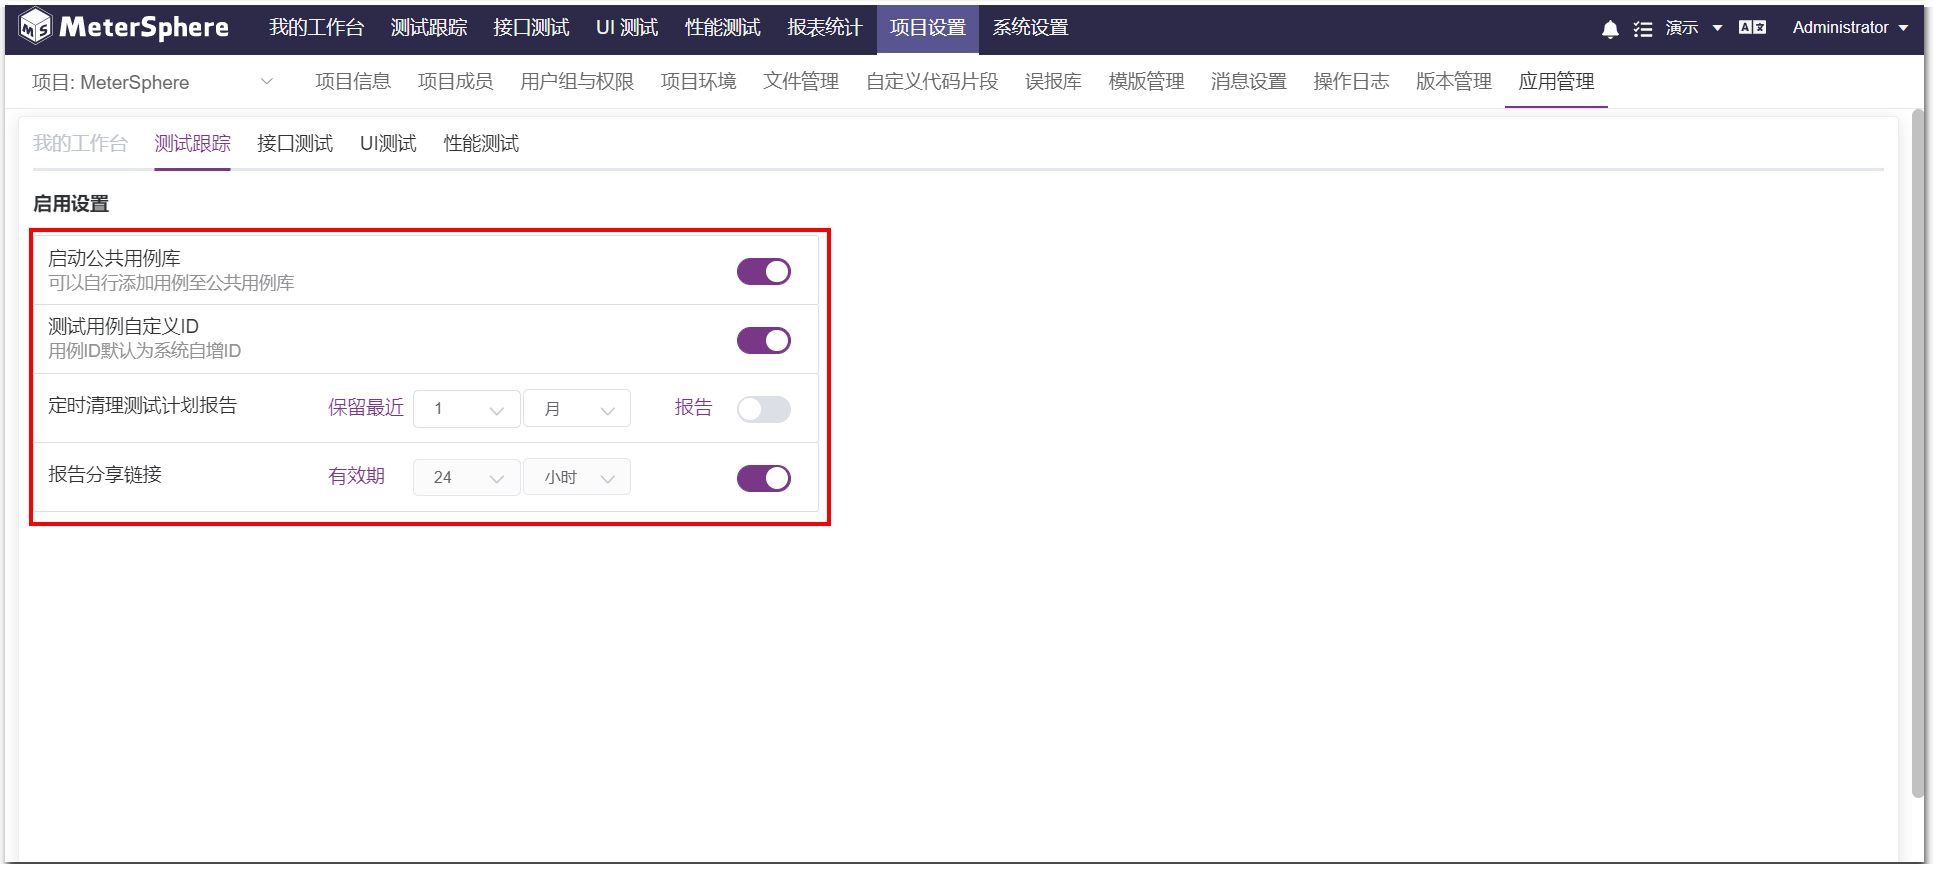 MeterSphere 我的工作台 测试跟踪 接口测试 UI 测试 性能测试 报表统计 项目设置 系统设置 演示 Administrator
项目: MeterSphere 项目信息 项目成员 用户组与权限 项目环境 文件管理 自定义代码片段 误报库 模版管理 消息设置 操作日志 版本管理 应用管理
我的工作台 测试跟踪 接口测试 UI测试 性能测试
启用设置
启动公共用例库
可以自行添加用例至公共用例库
测试用例自定义ID
用例ID默认为系统自增ID
定时清理测试计划报告 保留最近 1 月 报告
报告分享链接 有效期 24 小时